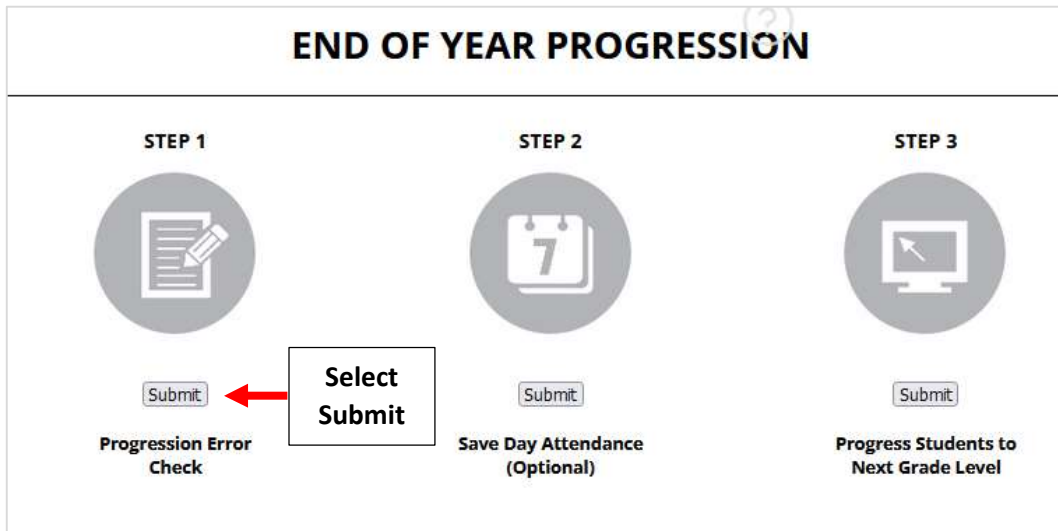 END OF YEAR PROGRESSION
?
STEP 1
STEP 2
STEP 3
7
Submit
Select
Submit
Submit
Submit
Progression Error
Check
Save Day Attendance
(Optional)
Progress Students to
Next Grade Level